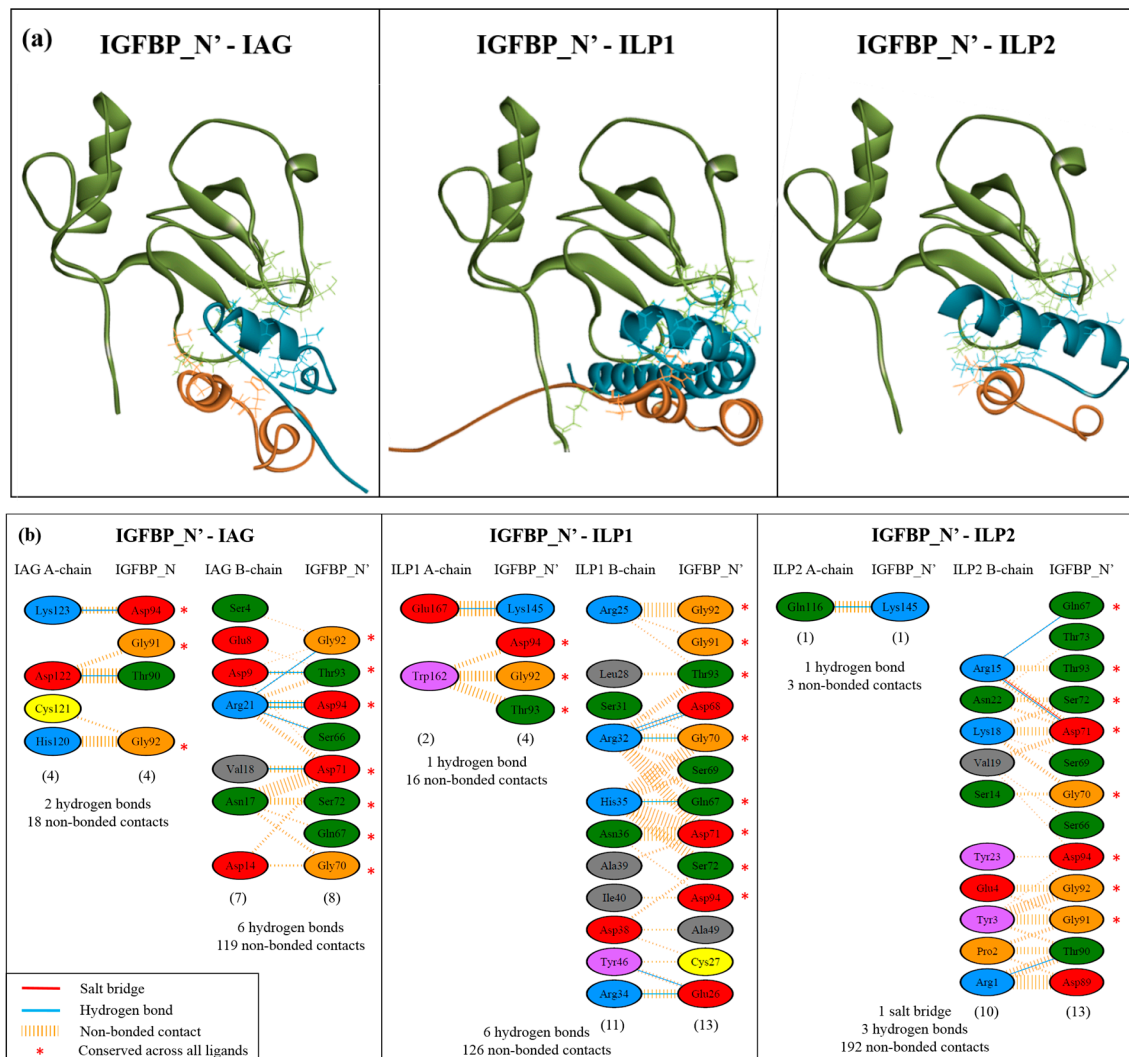 (a)
IGFBP_N’ - IAG
IGFBP_N’ - ILP1
IGFBP_N’ - ILP2
(b)
IGFBP_N’ - IAG
IAG A-chain
IGFBP_N
IAG B-chain
IGFBP_N’
Lys123
Asp94 *
Gly91 *
Asp122
Thr90
Cys121
His120
Gly92 *
(4)
(4)
2 hydrogen bonds
18 non-bonded contacts
Ser4
Glu8
Gly92 *
Asp9
Thr93 *
Arg21
Asp94 *
Ser66
Val18
Asp71 *
Asn17
Ser72 *
Gln67 *
Asp14
Gly70 *
(7)
(8)
6 hydrogen bonds
119 non-bonded contacts
Salt bridge
Hydrogen bond
Non-bonded contact
* Conserved across all ligands
IGFBP_N’ - ILP1
ILP1 A-chain
IGFBP_N’
ILP1 B-chain
IGFBP_N’
Glu167
Lys145
Asp94 *
Trp162
Gly92 *
Thr93 *
(2)
(4)
1 hydrogen bond
16 non-bonded contacts
Arg25
Gly92 *
Gly91 *
Leu28
Thr93 *
Ser31
Asp68
Arg32
Gly70 *
Ser69
His35
Gln67 *
Asn36
Asp71 *
Ala39
Ser72 *
Ile40
Asp94 *
Asp38
Ala49
Tyr46
Cys27
Arg34
Glu26
(11)
(13)
6 hydrogen bonds
126 non-bonded contacts
IGFBP_N’ - ILP2
ILP2 A-chain
IGFBP_N’
ILP2 B-chain
IGFBP_N’
Gln116
Lys145
(1)
(1)
1 hydrogen bond
3 non-bonded contacts
Gln67 *
Thr73
Arg15
Thr93 *
Asn22
Ser72 *
Lys18
Asp71 *
Val19
Ser69
Ser14
Gly70 *
Ser66
Tyr23
Asp94 *
Glu4
Gly92 *
Tyr3
Gly91 *
Pro2
Thr90
Arg1
Asp89
(10)
(13)
1 salt bridge
3 hydrogen bonds
192 non-bonded contacts